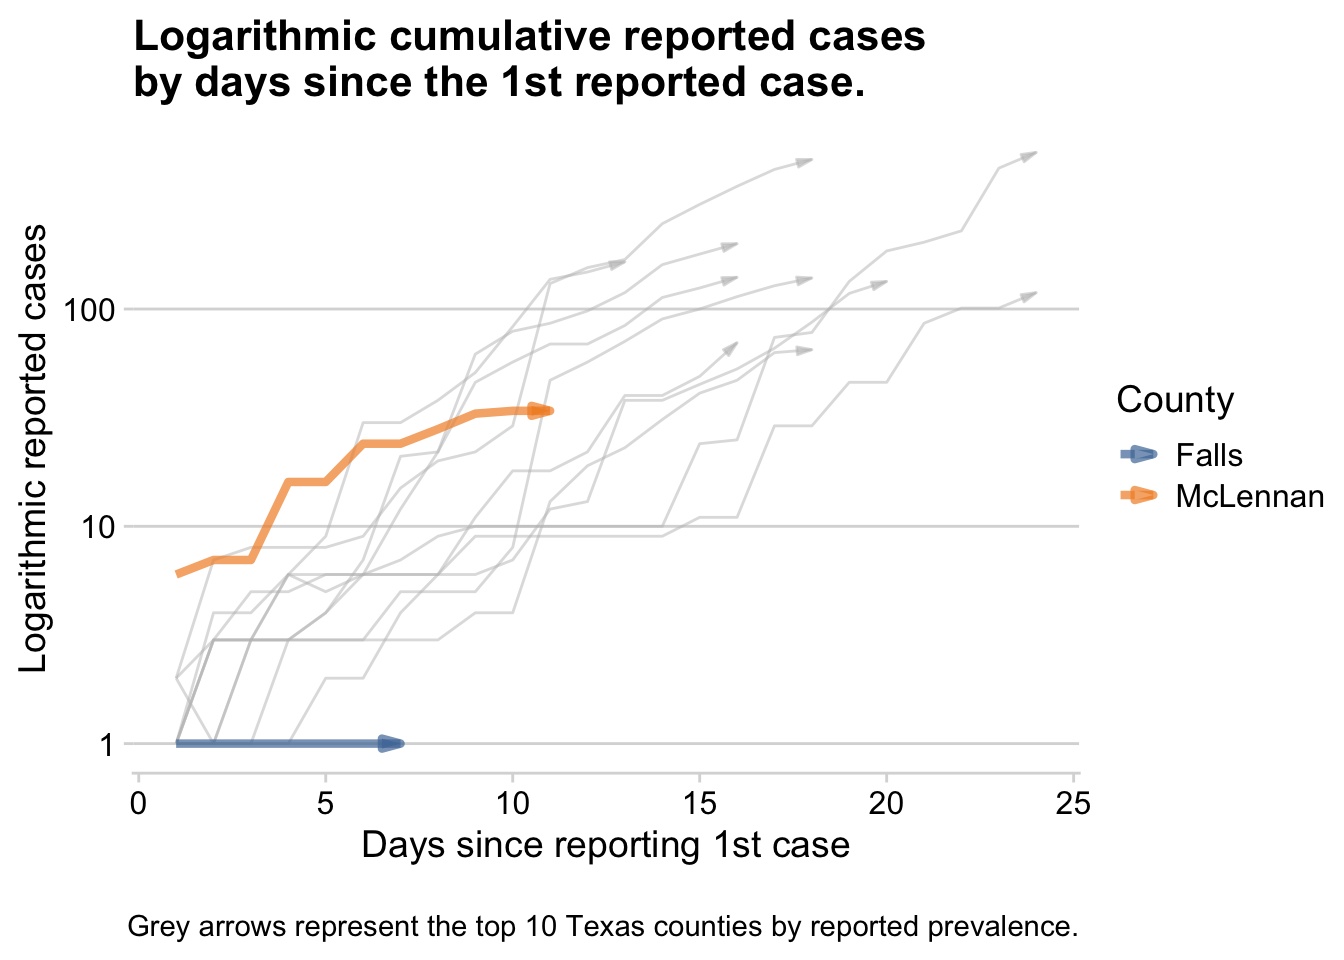 Logarithmic cumulative reported cases
by days since the 1st reported case.
Logarithmic reported cases
100
10
1
0 5 10 15 20 25
Days since reporting 1st case
County
Falls
McLennan
Grey arrows represent the top 10 Texas counties by reported prevalence.